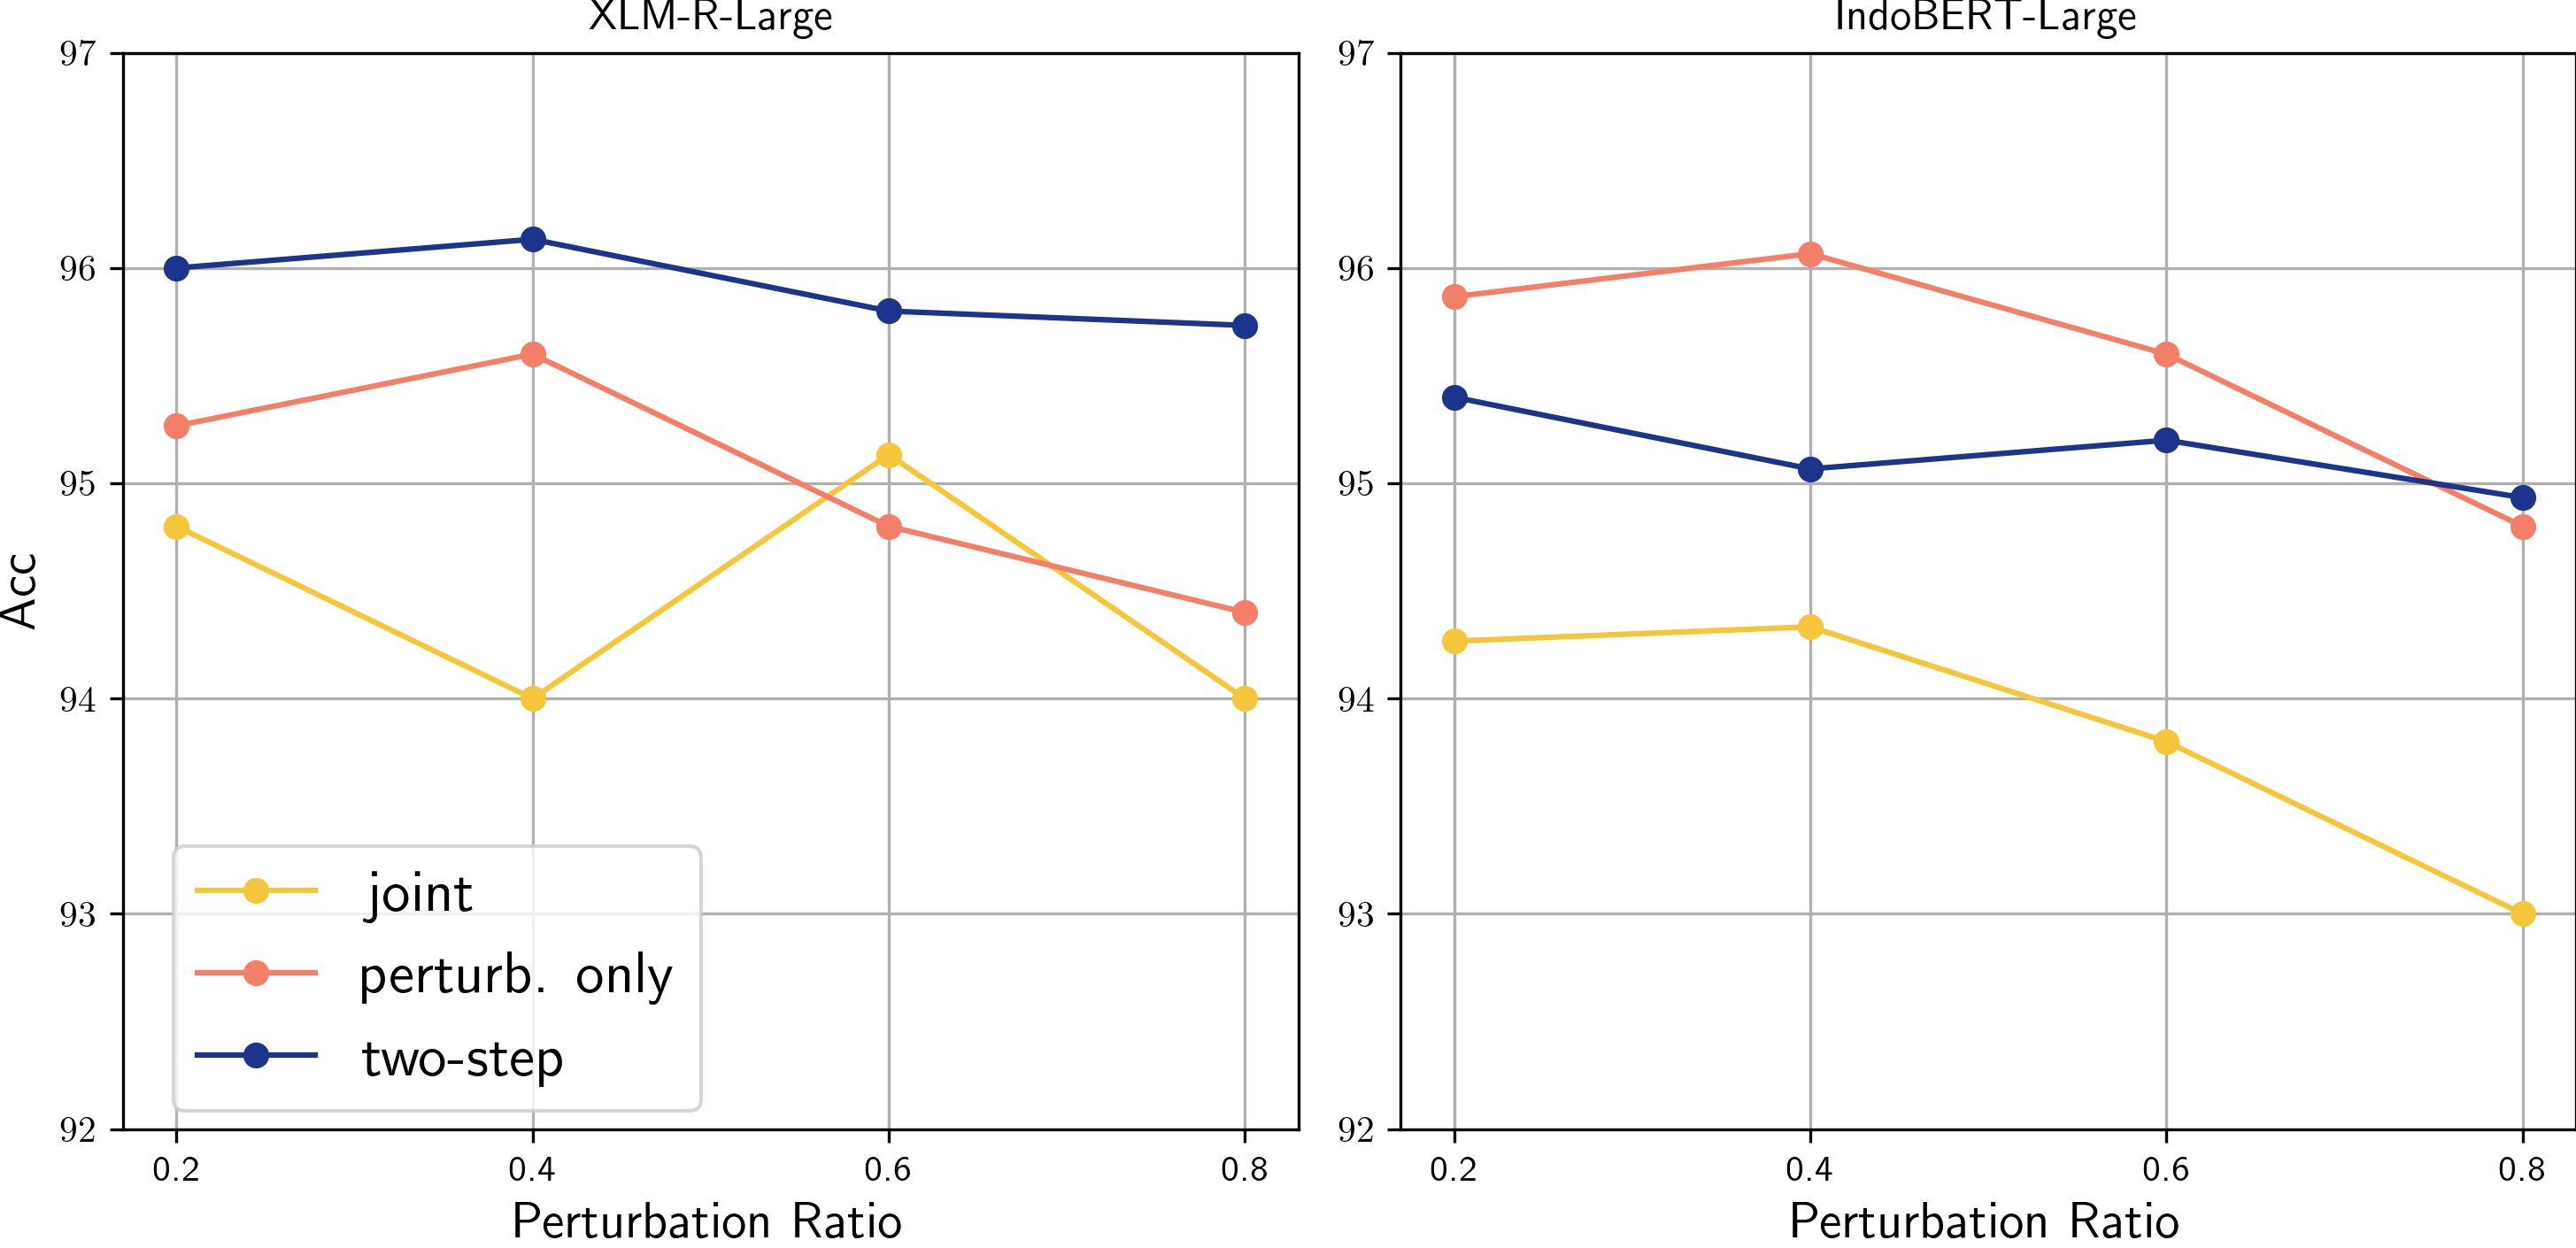 XLM-R-Large
97
96
95
94
93
92
Acc
joint
perturb. only
two-step
0.2 0.4 0.6 0.8
Perturbation Ratio
IndoBERT-Large
97
96
95
94
93
92
0.2 0.4 0.6 0.8
Perturbation Ratio